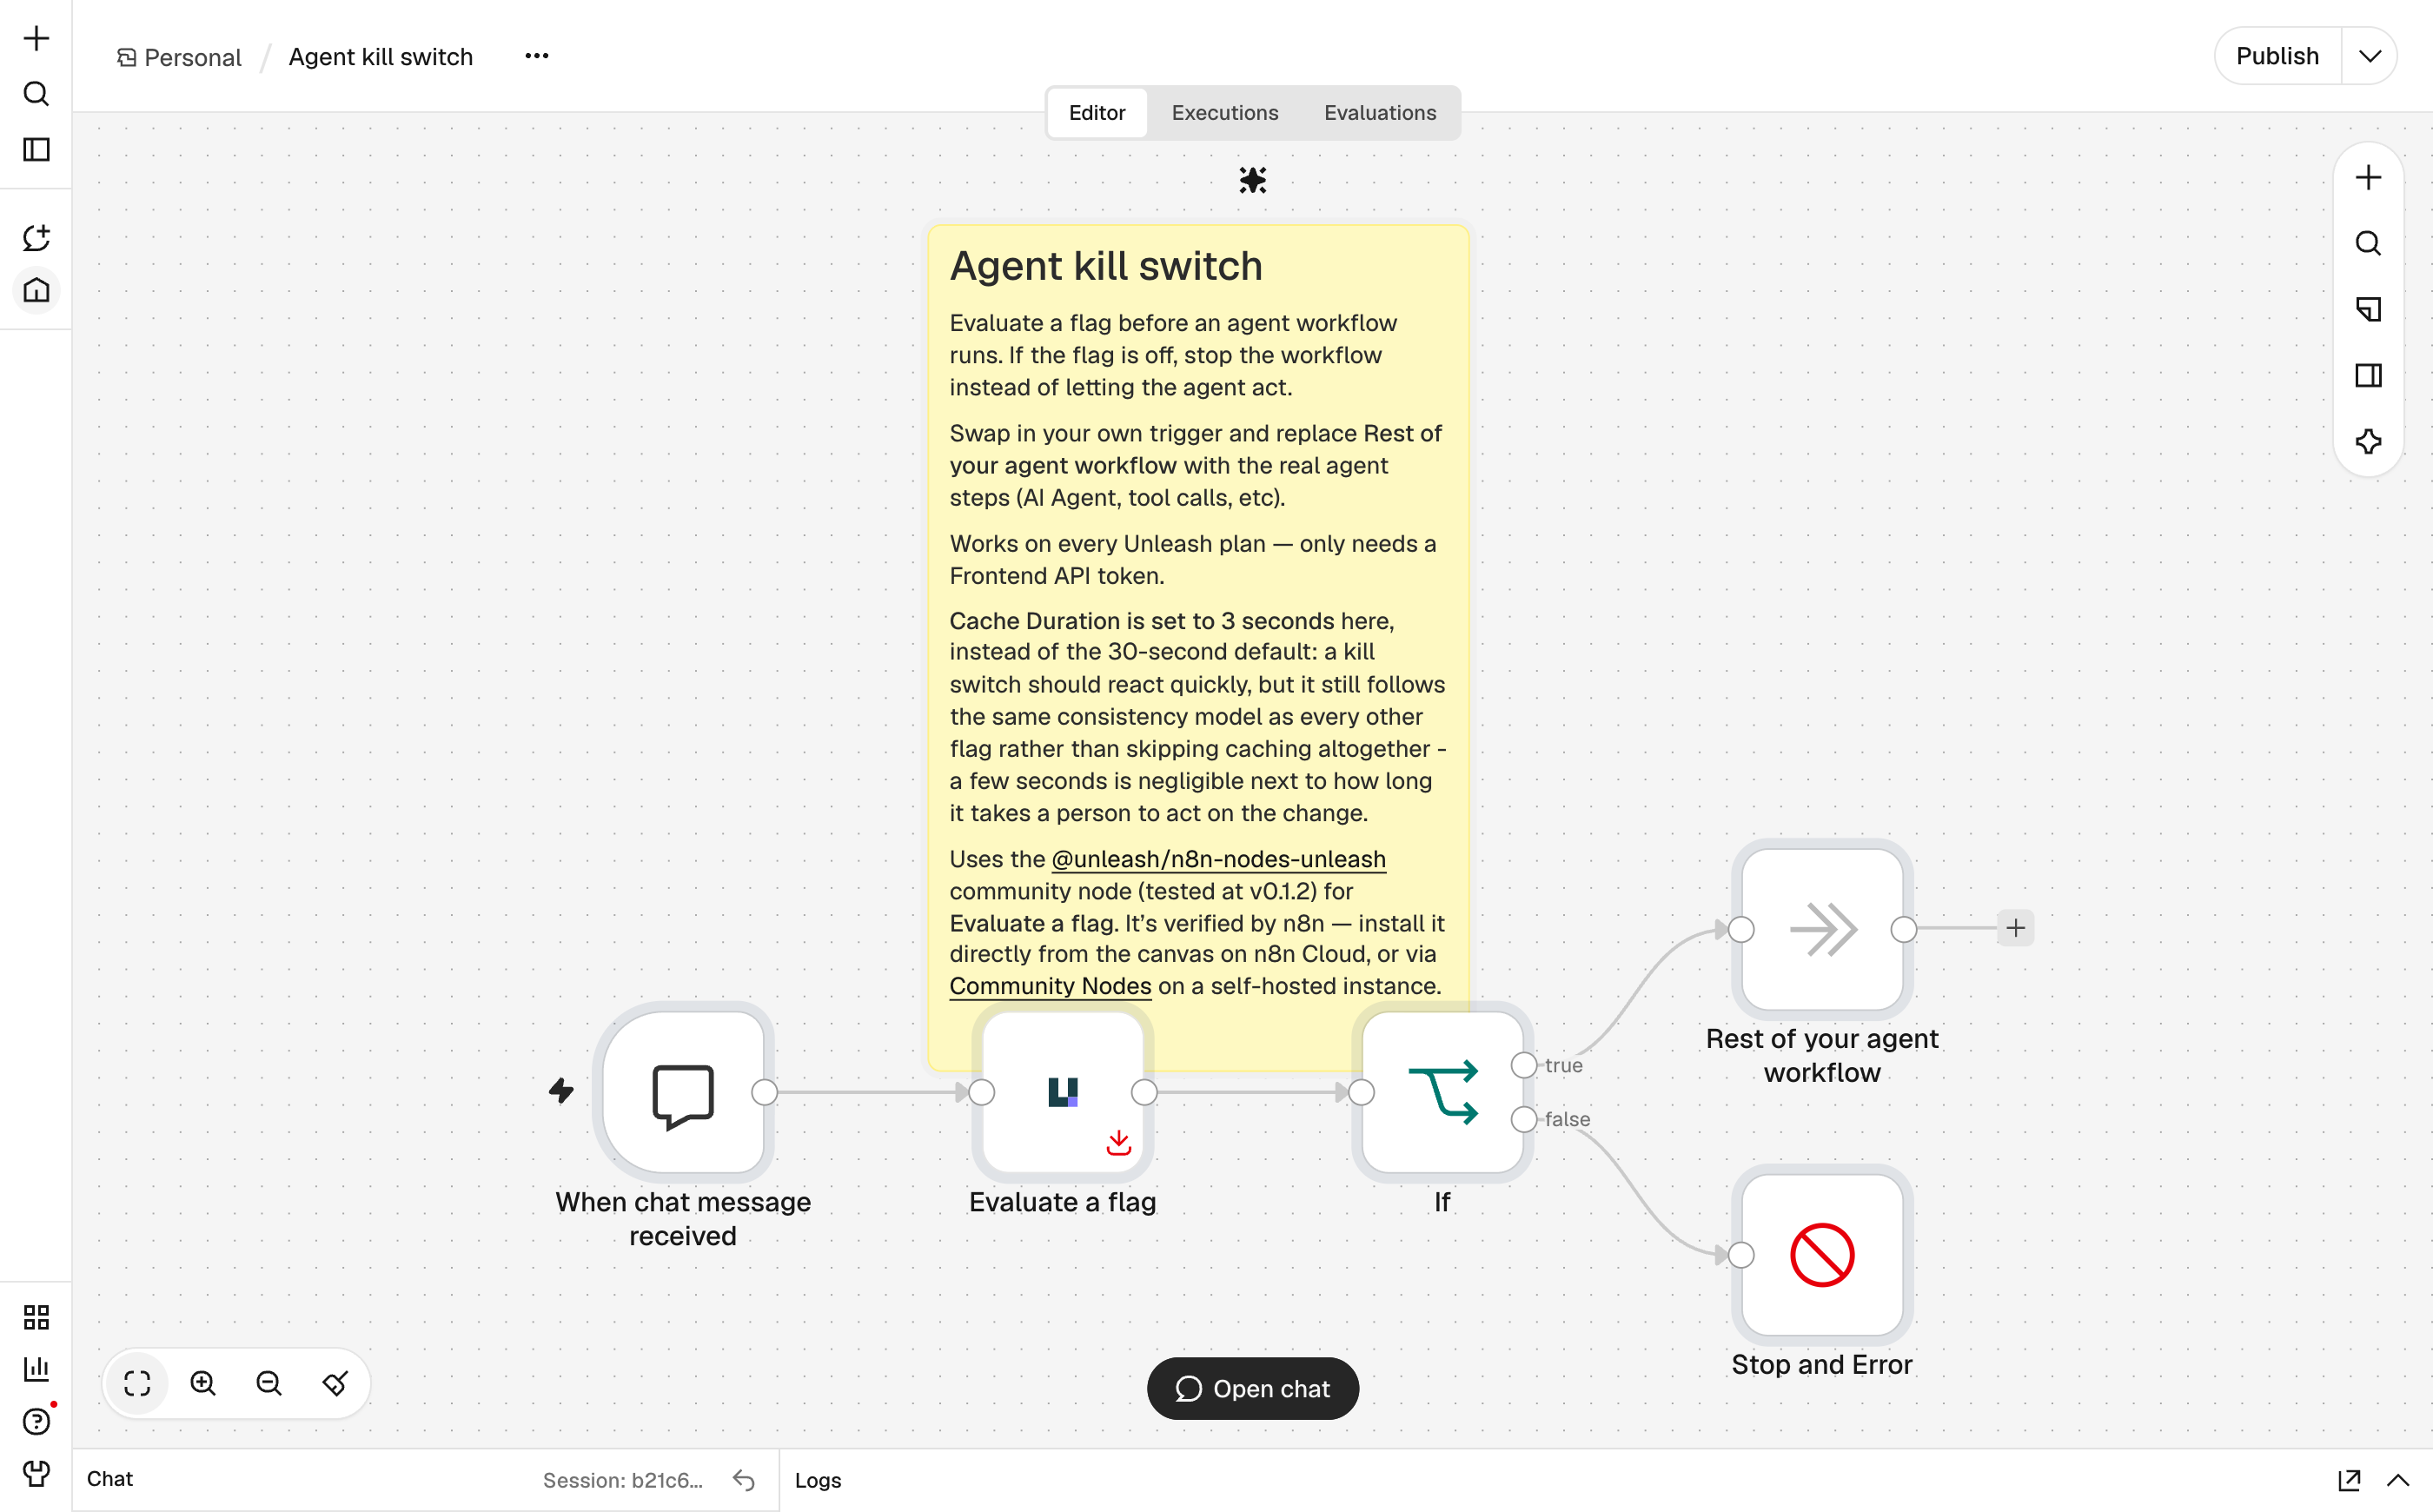 Personal / Agent kill switch
Publish
Editor
Executions
Evaluations
Agent kill switch
Evaluate a flag before an agent workflow
runs. If the flag is off, stop the workflow
instead of letting the agent act.
Swap in your own trigger and replace Rest of
your agent workflow with the real agent
steps (AI Agent, tool calls, etc).
Works on every Unleash plan — only needs a
Frontend API token.
Cache Duration is set to 3 seconds here,
instead of the 30-second default: a kill
switch should react quickly, but it still follows
the same consistency model as every other
flag rather than skipping caching altogether -
a few seconds is negligible next to how long
it takes a person to act on the change.
Uses the @unleash/n8n-nodes-unleash
community node (tested at v0.1.2) for
Evaluate a flag. It’s verified by n8n — install it
directly from the canvas on n8n Cloud, or via
Community Nodes on a self-hosted instance.
When chat message
received
Evaluate a flag
If
true
false
Rest of your agent
workflow
Stop and Error
Open chat
Chat
Session: b21c6...
Logs